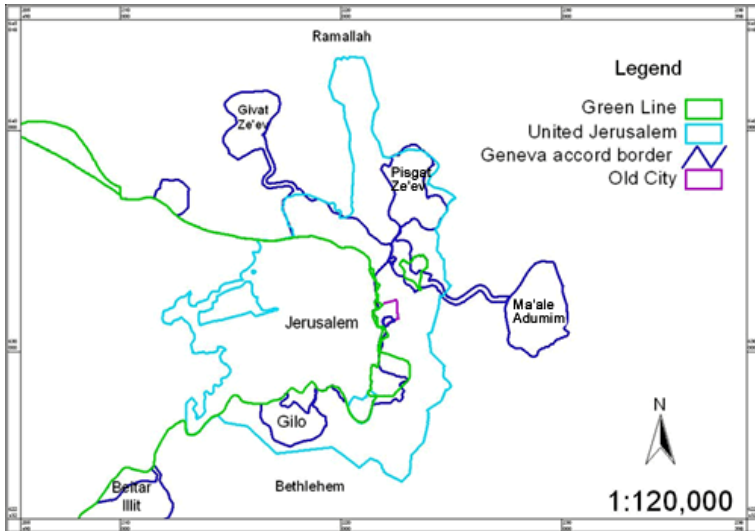 Ramallah
Legend
Green Line
United Jerusalem
Geneva accord border
Old City
Givat
Ze'ev
Pisgat
Ze'ev
Ma'ale
Adumim
Jerusalem
Gilo
Beitar
Illit
Bethlehem
N
1:120,000